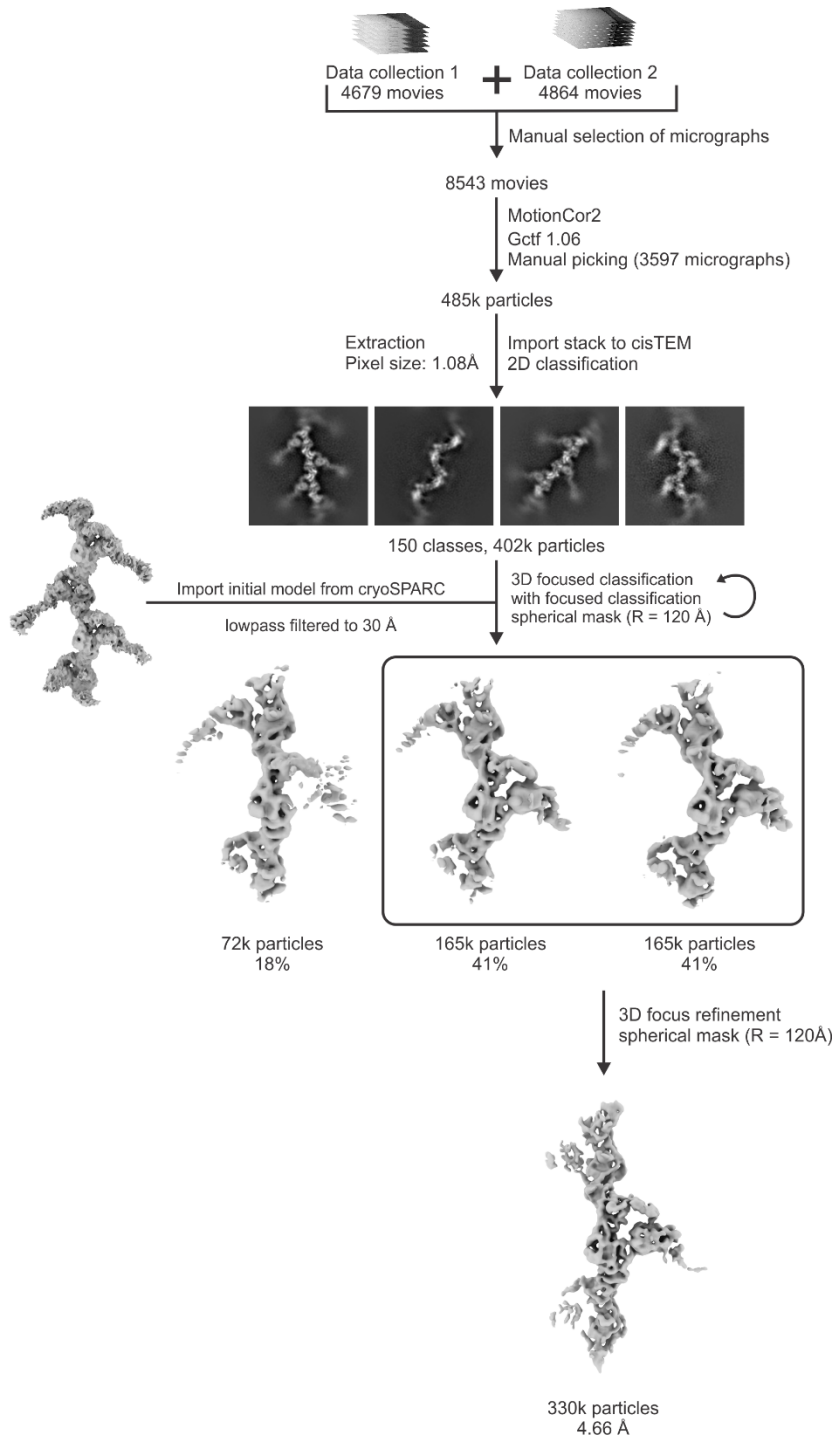 Data collection 1
4679 movies
+
Data collection 2
4864 movies
Manual selection of micrographs
8543 movies
MotionCor2
Gctf 1.06
Manual picking (3597 micrographs)
485k particles
Extraction
Pixel size: 1.08Å
Import stack to cisTEM
2D classification
150 classes, 402k particles
Import initial model from cryoSPARC
lowpass filtered to 30 Å
3D focused classification
with focused classification
spherical mask (R = 120 Å)
72k particles
18%
165k particles
41%
165k particles
41%
3D focus refinement
spherical mask (R = 120Å)
330k particles
4.66 Å